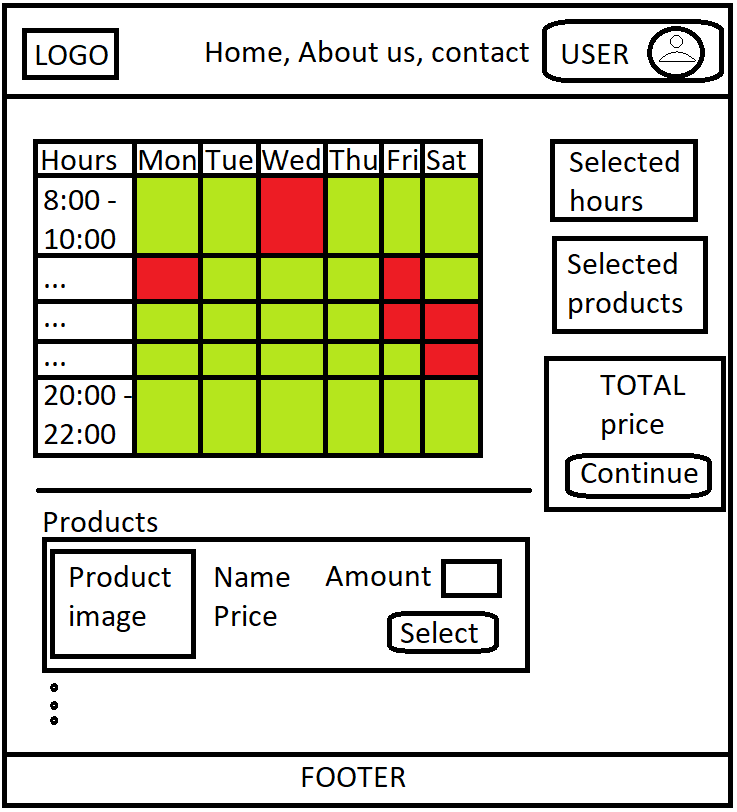 LOGO
Home, About us, contact
USER
Hours Mon Tue Wed Thu Fri Sat
8:00 -
10:00
...
...
...
20:00 -
22:00
Selected
hours
Selected
products
TOTAL
price
Continue
Products
Product
image
Name
Price
Amount
Select
FOOTER